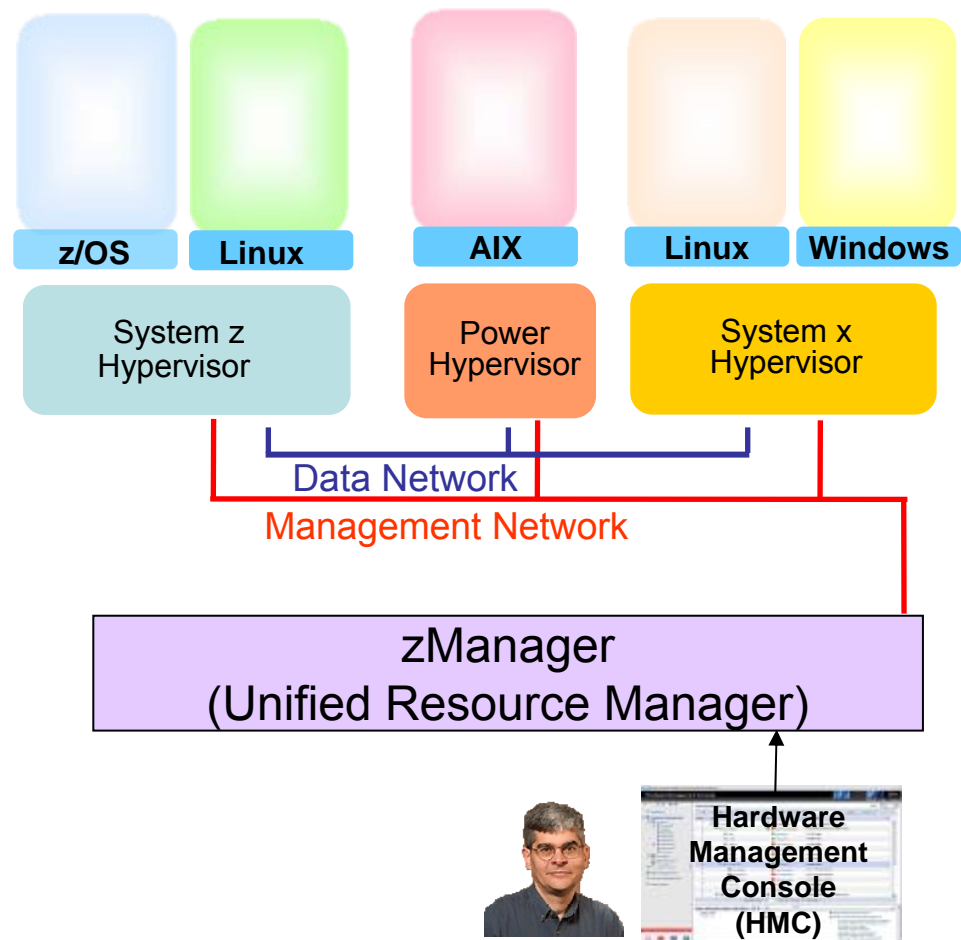 z/OS
Linux
AIX
Linux
Windows
System z
Hypervisor
Power
Hypervisor
System x
Hypervisor
Data Network
Management Network
zManager
(Unified Resource Manager)
Hardware
Management
Console
(HMC)